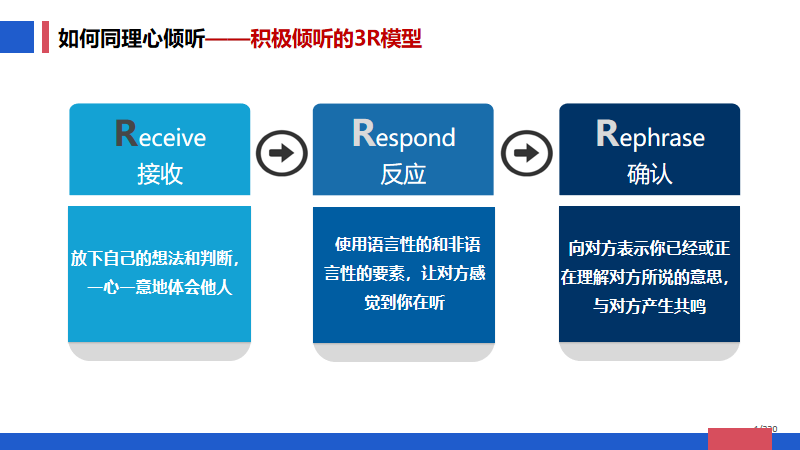 如何同理心倾听——积极倾听的3R模型
Receive
接收
Respond
反应
Rephrase
确认
放下自己的想法和判断，
一心一意地体会他人
使用语言性的和非语
言性的要素，让对方感
觉到你在听
向对方表示你已经或正
在理解对方所说的意思，
与对方产生共鸣